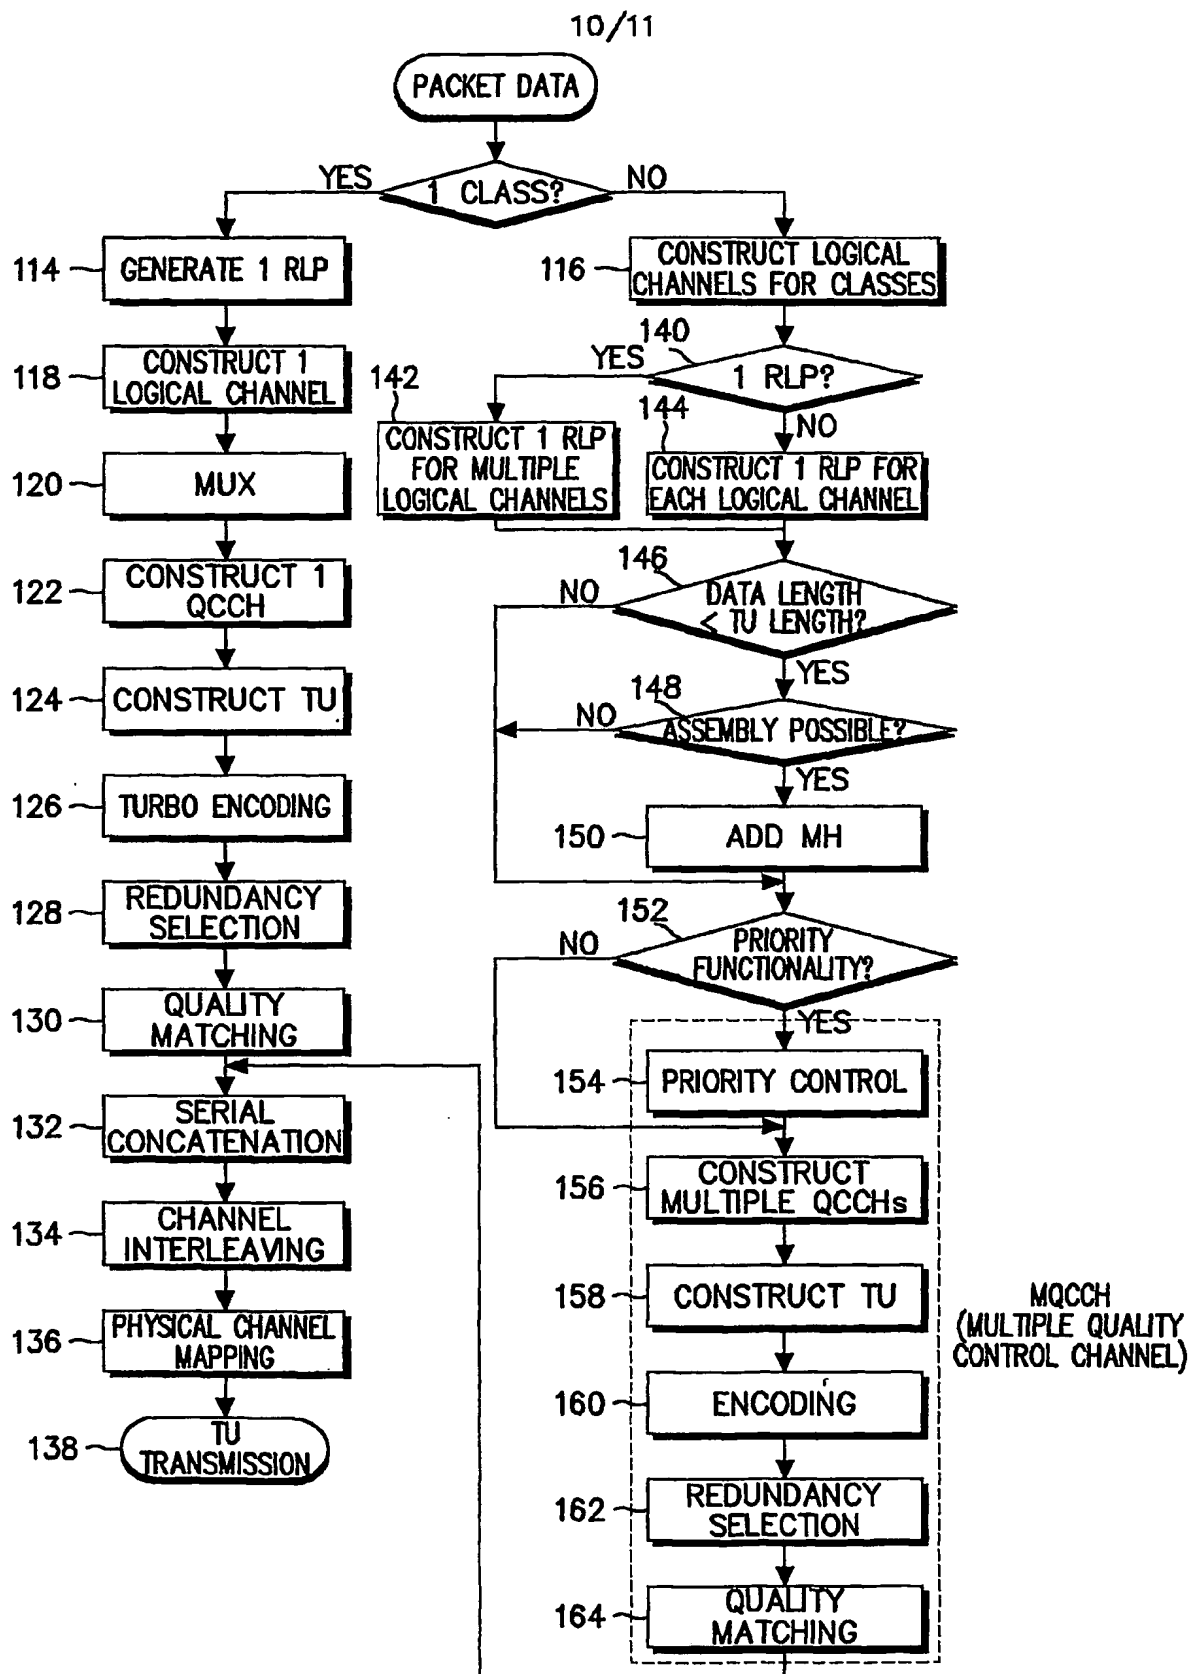 10/11
PACKET DATA
1 CLASS?
YES
NO
114
GENERATE 1 RLP
118
CONSTRUCT 1
LOGICAL CHANNEL
120
MUX
122
CONSTRUCT 1
QCCH
124
CONSTRUCT TU
126
TURBO ENCODING
128
REDUNDANCY
SELECTION
130
QUALITY
MATCHING
132
SERIAL
CONCATENATION
134
CHANNEL
INTERLEAVING
136
PHYSICAL CHANNEL
MAPPING
138
TU
TRANSMISSION
116
CONSTRUCT LOGICAL
CHANNELS FOR CLASSES
140
1 RLP?
YES
NO
142
CONSTRUCT 1 RLP
FOR MULTIPLE
LOGICAL CHANNELS
144
CONSTRUCT 1 RLP FOR
EACH LOGICAL CHANNEL
146
DATA LENGTH
< TU LENGTH?
NO
YES
148
ASSEMBLY POSSIBLE?
NO
YES
150
ADD MH
152
PRIORITY
FUNCTIONALITY?
NO
YES
154
PRIORITY CONTROL
156
CONSTRUCT
MULTIPLE QCCHs
158
CONSTRUCT TU
160
ENCODING
162
REDUNDANCY
SELECTION
164
QUALITY
MATCHING
MQCCH
(MULTIPLE QUALITY
CONTROL CHANNEL)